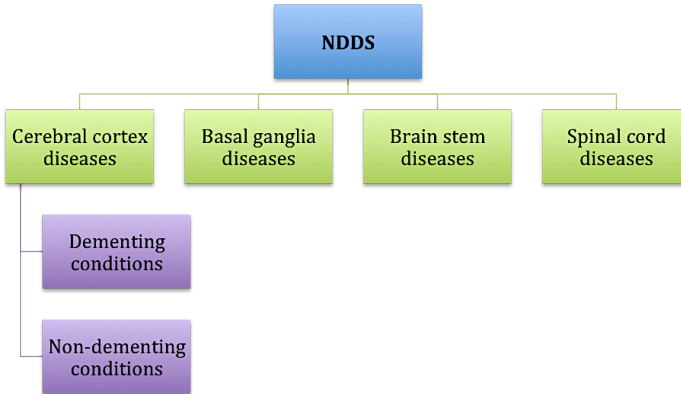 NDDS
Cerebral cortex
diseases
Basal ganglia
diseases
Brain stem
diseases
Spinal cord
diseases
Dementing
conditions
Non-dementing
conditions